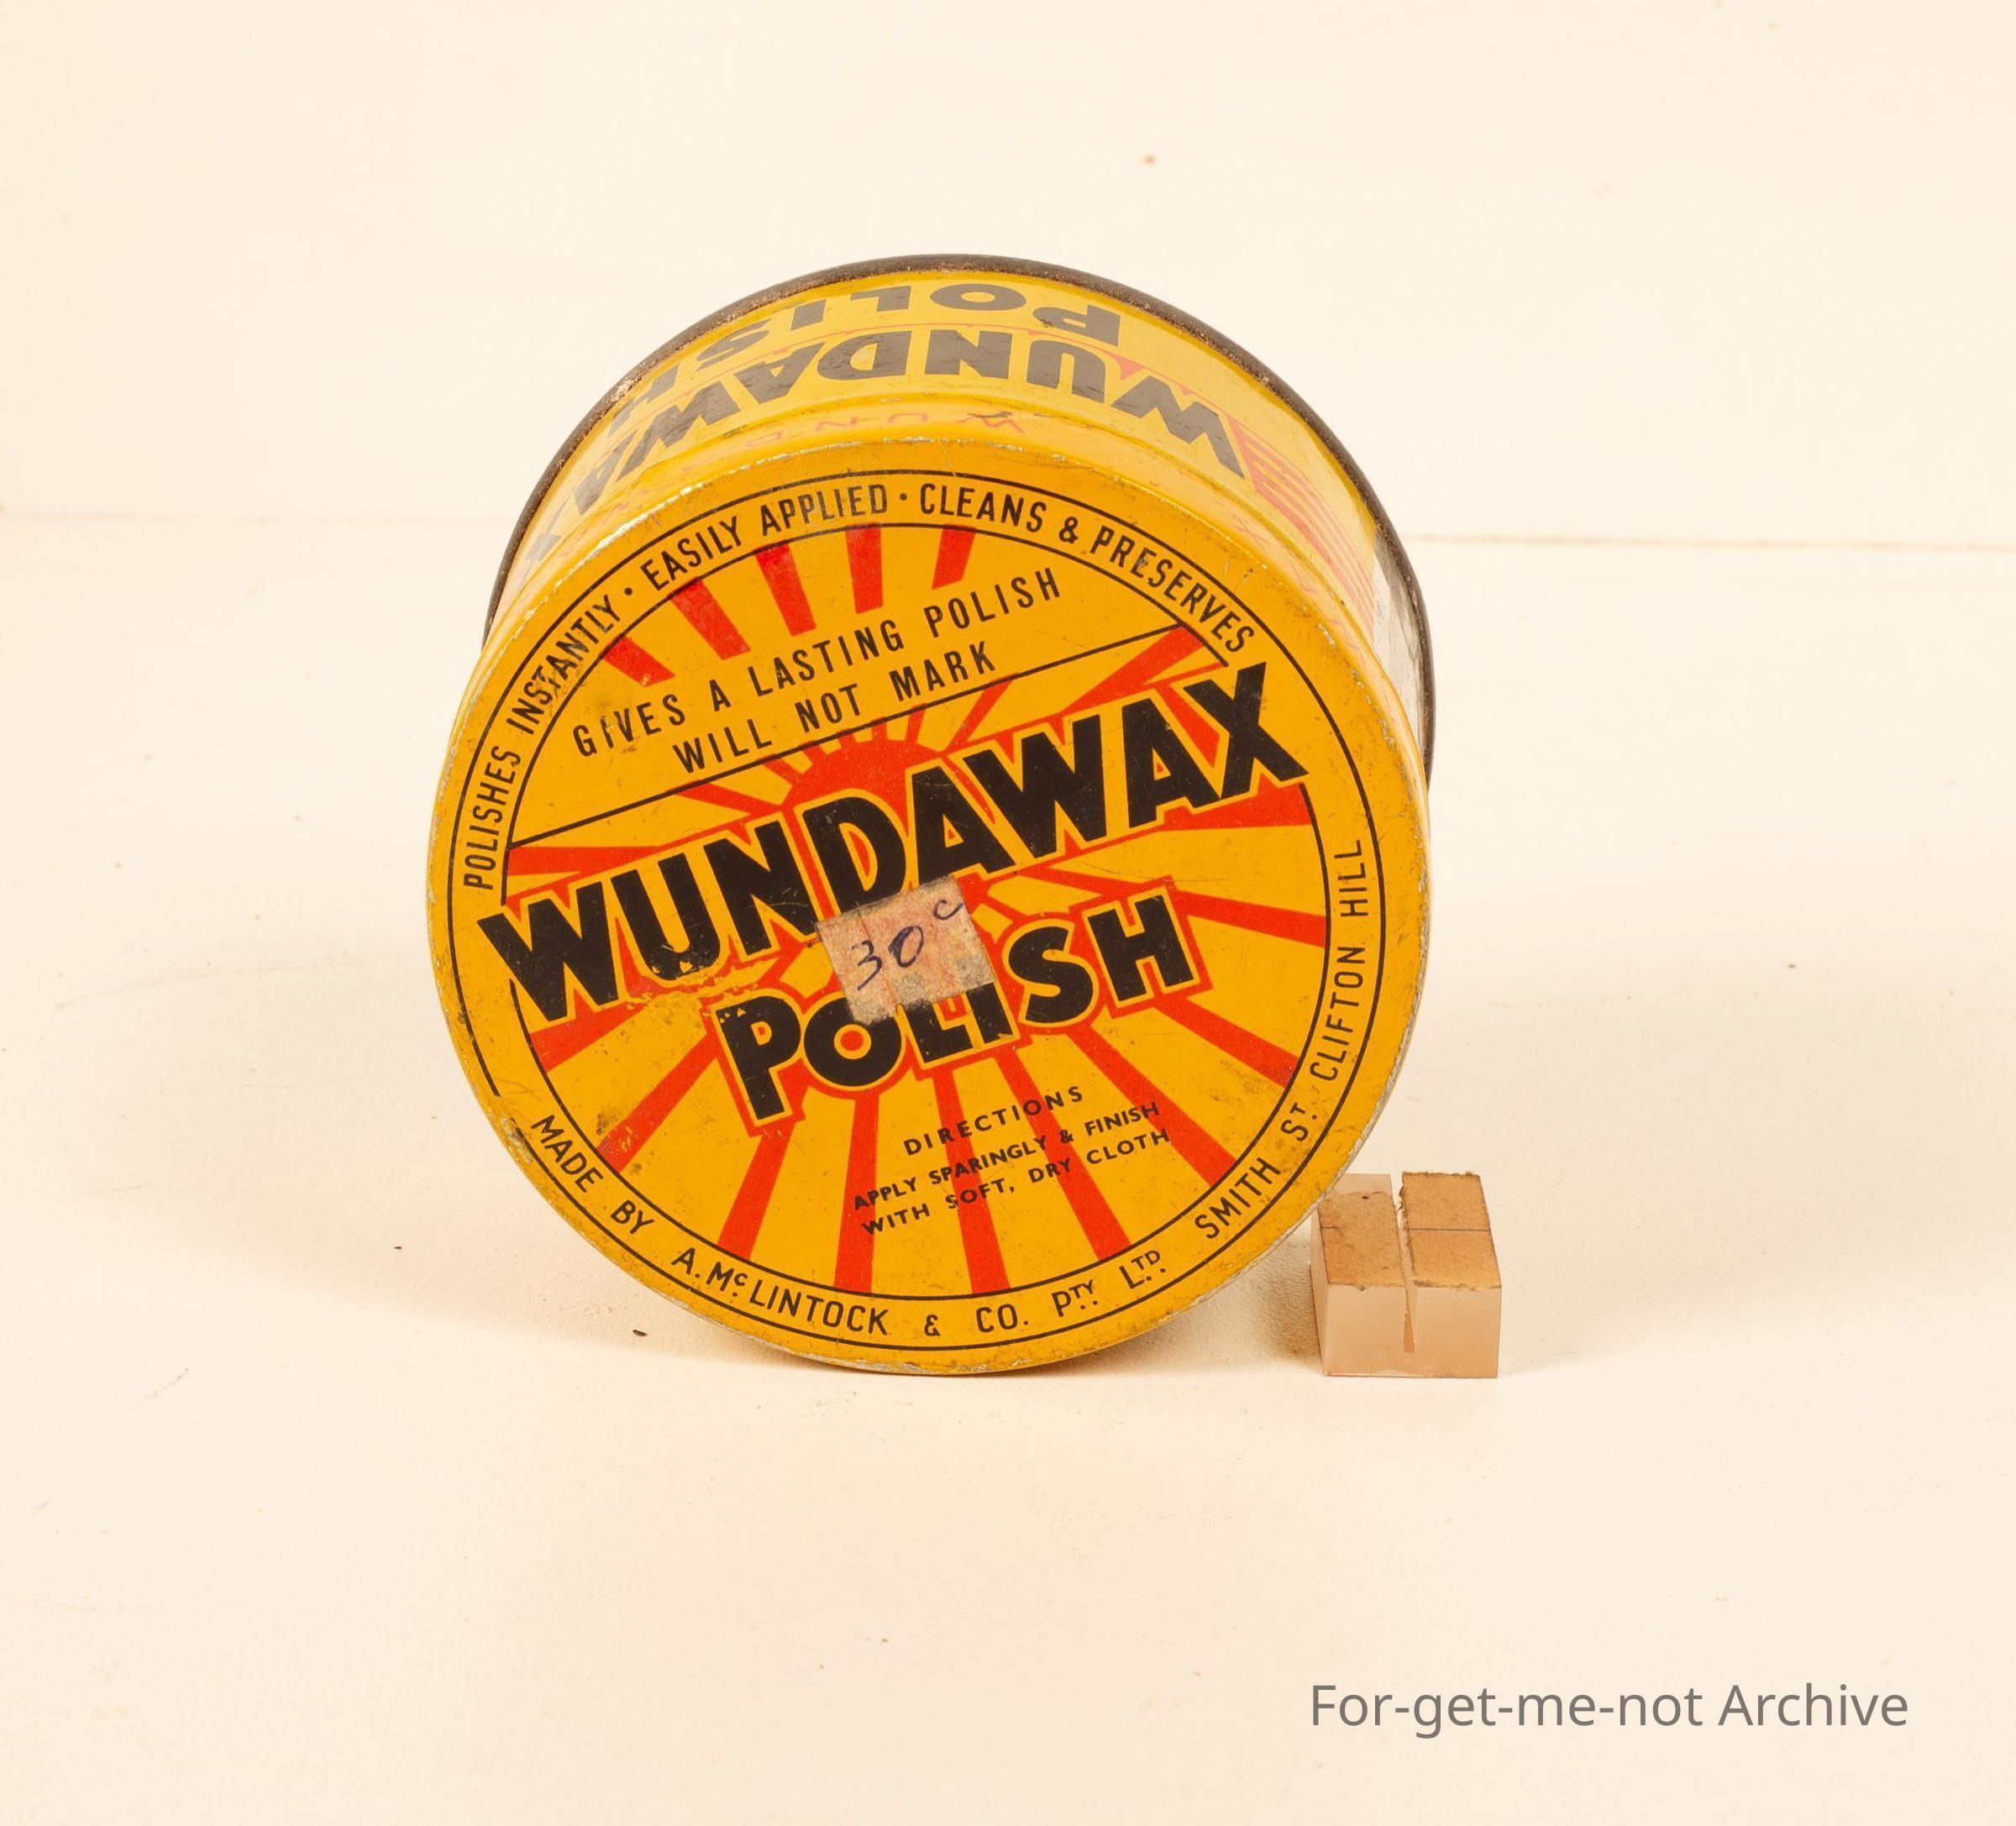 POLISHES INSTANTLY · EASILY APPLIED · CLEANS & PRESERVES
GIVES A LASTING POLISH
WILL NOT MARK
WUNDAWAX
POLISH
30c
DIRECTIONS
APPLY SPARINGLY & FINISH
WITH SOFT, DRY CLOTH
MADE BY A. McLINTOCK & CO. PTY. LTD. SMITH ST. CLIFTON HILL
WUNDAWAX
POLISH
For-get-me-not Archive